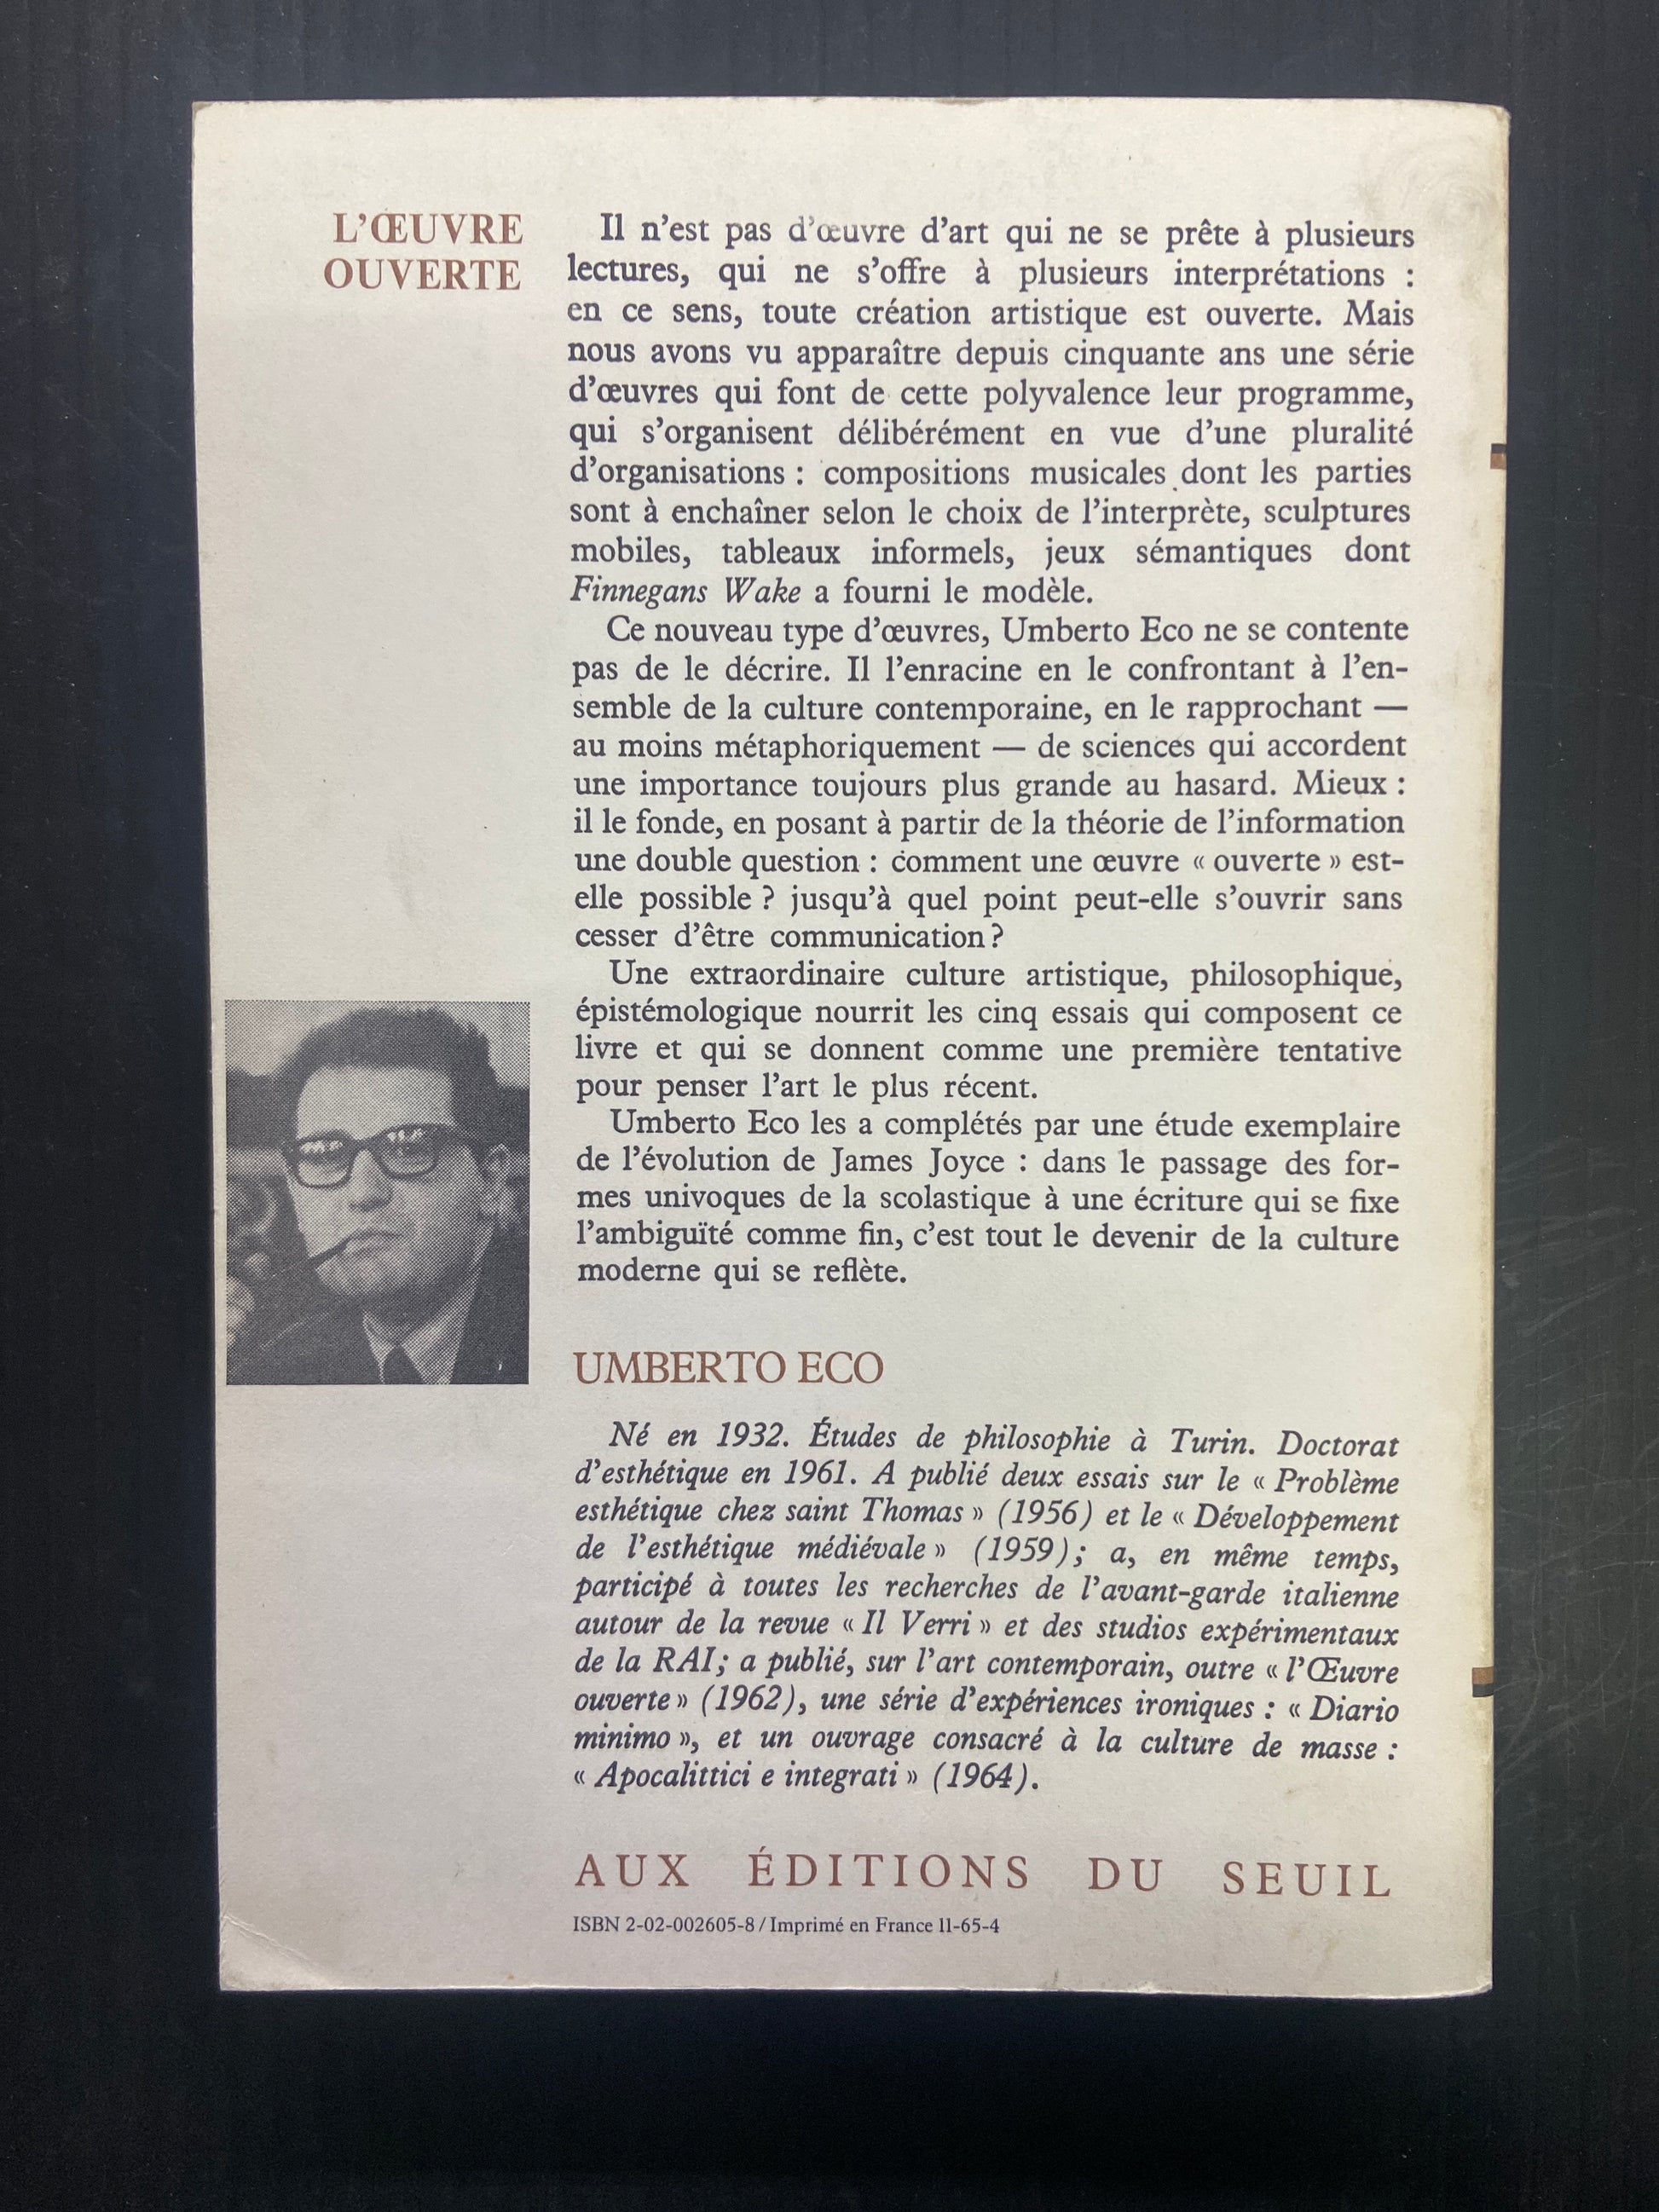 L'ŒUVRE
OUVERTE
Il n'est pas d'œuvre d'art qui ne se prête à plusieurs
lectures, qui ne s'offre à plusieurs interprétations :
en ce sens, toute création artistique est ouverte. Mais
nous avons vu apparaître depuis cinquante ans une série
d'œuvres qui font de cette polyvalence leur programme,
qui s'organisent délibérément en vue d'une pluralité
d'organisations : compositions musicales dont les parties
sont à enchaîner selon le choix de l'interprète, sculptures
mobiles, tableaux informels, jeux sémantiques dont
Finnegans Wake a fourni le modèle.
Ce nouveau type d'œuvres, Umberto Eco ne se contente
pas de le décrire. Il l'enracine en le confrontant à l'en-
semble de la culture contemporaine, en le rapprochant —
au moins métaphoriquement — de sciences qui accordent
une importance toujours plus grande au hasard. Mieux :
il le fonde, en posant à partir de la théorie de l'information
une double question : comment une œuvre « ouverte » est-
elle possible ? jusqu'à quel point peut-elle s'ouvrir sans
cesser d'être communication ?
Une extraordinaire culture artistique, philosophique,
épistémologique nourrit les cinq essais qui composent ce
livre et qui se donnent comme une première tentative
pour penser l'art le plus récent.
Umberto Eco les a complétés par une étude exemplaire
de l'évolution de James Joyce : dans le passage des for-
mes univoques de la scolastique à une écriture qui se fixe
l'ambiguïté comme fin, c'est tout le devenir de la culture
moderne qui se reflète.
UMBERTO ECO
Né en 1932. Études de philosophie à Turin. Doctorat
d'esthétique en 1961. A publié deux essais sur le « Problème
esthétique chez saint Thomas » (1956) et le « Développement
de l'esthétique médiévale » (1959) ; a, en même temps,
participé à toutes les recherches de l'avant-garde italienne
autour de la revue « Il Verri » et des studios expérimentaux
de la RAI ; a publié, sur l'art contemporain, outre « l'Œuvre
ouverte » (1962), une série d'expériences ironiques : « Diario
minimo », et un ouvrage consacré à la culture de masse :
« Apocalittici e integrati » (1964).
AUX ÉDITIONS DU SEUIL
ISBN 2-02-002605-8 / Imprimé en France 11-65-4